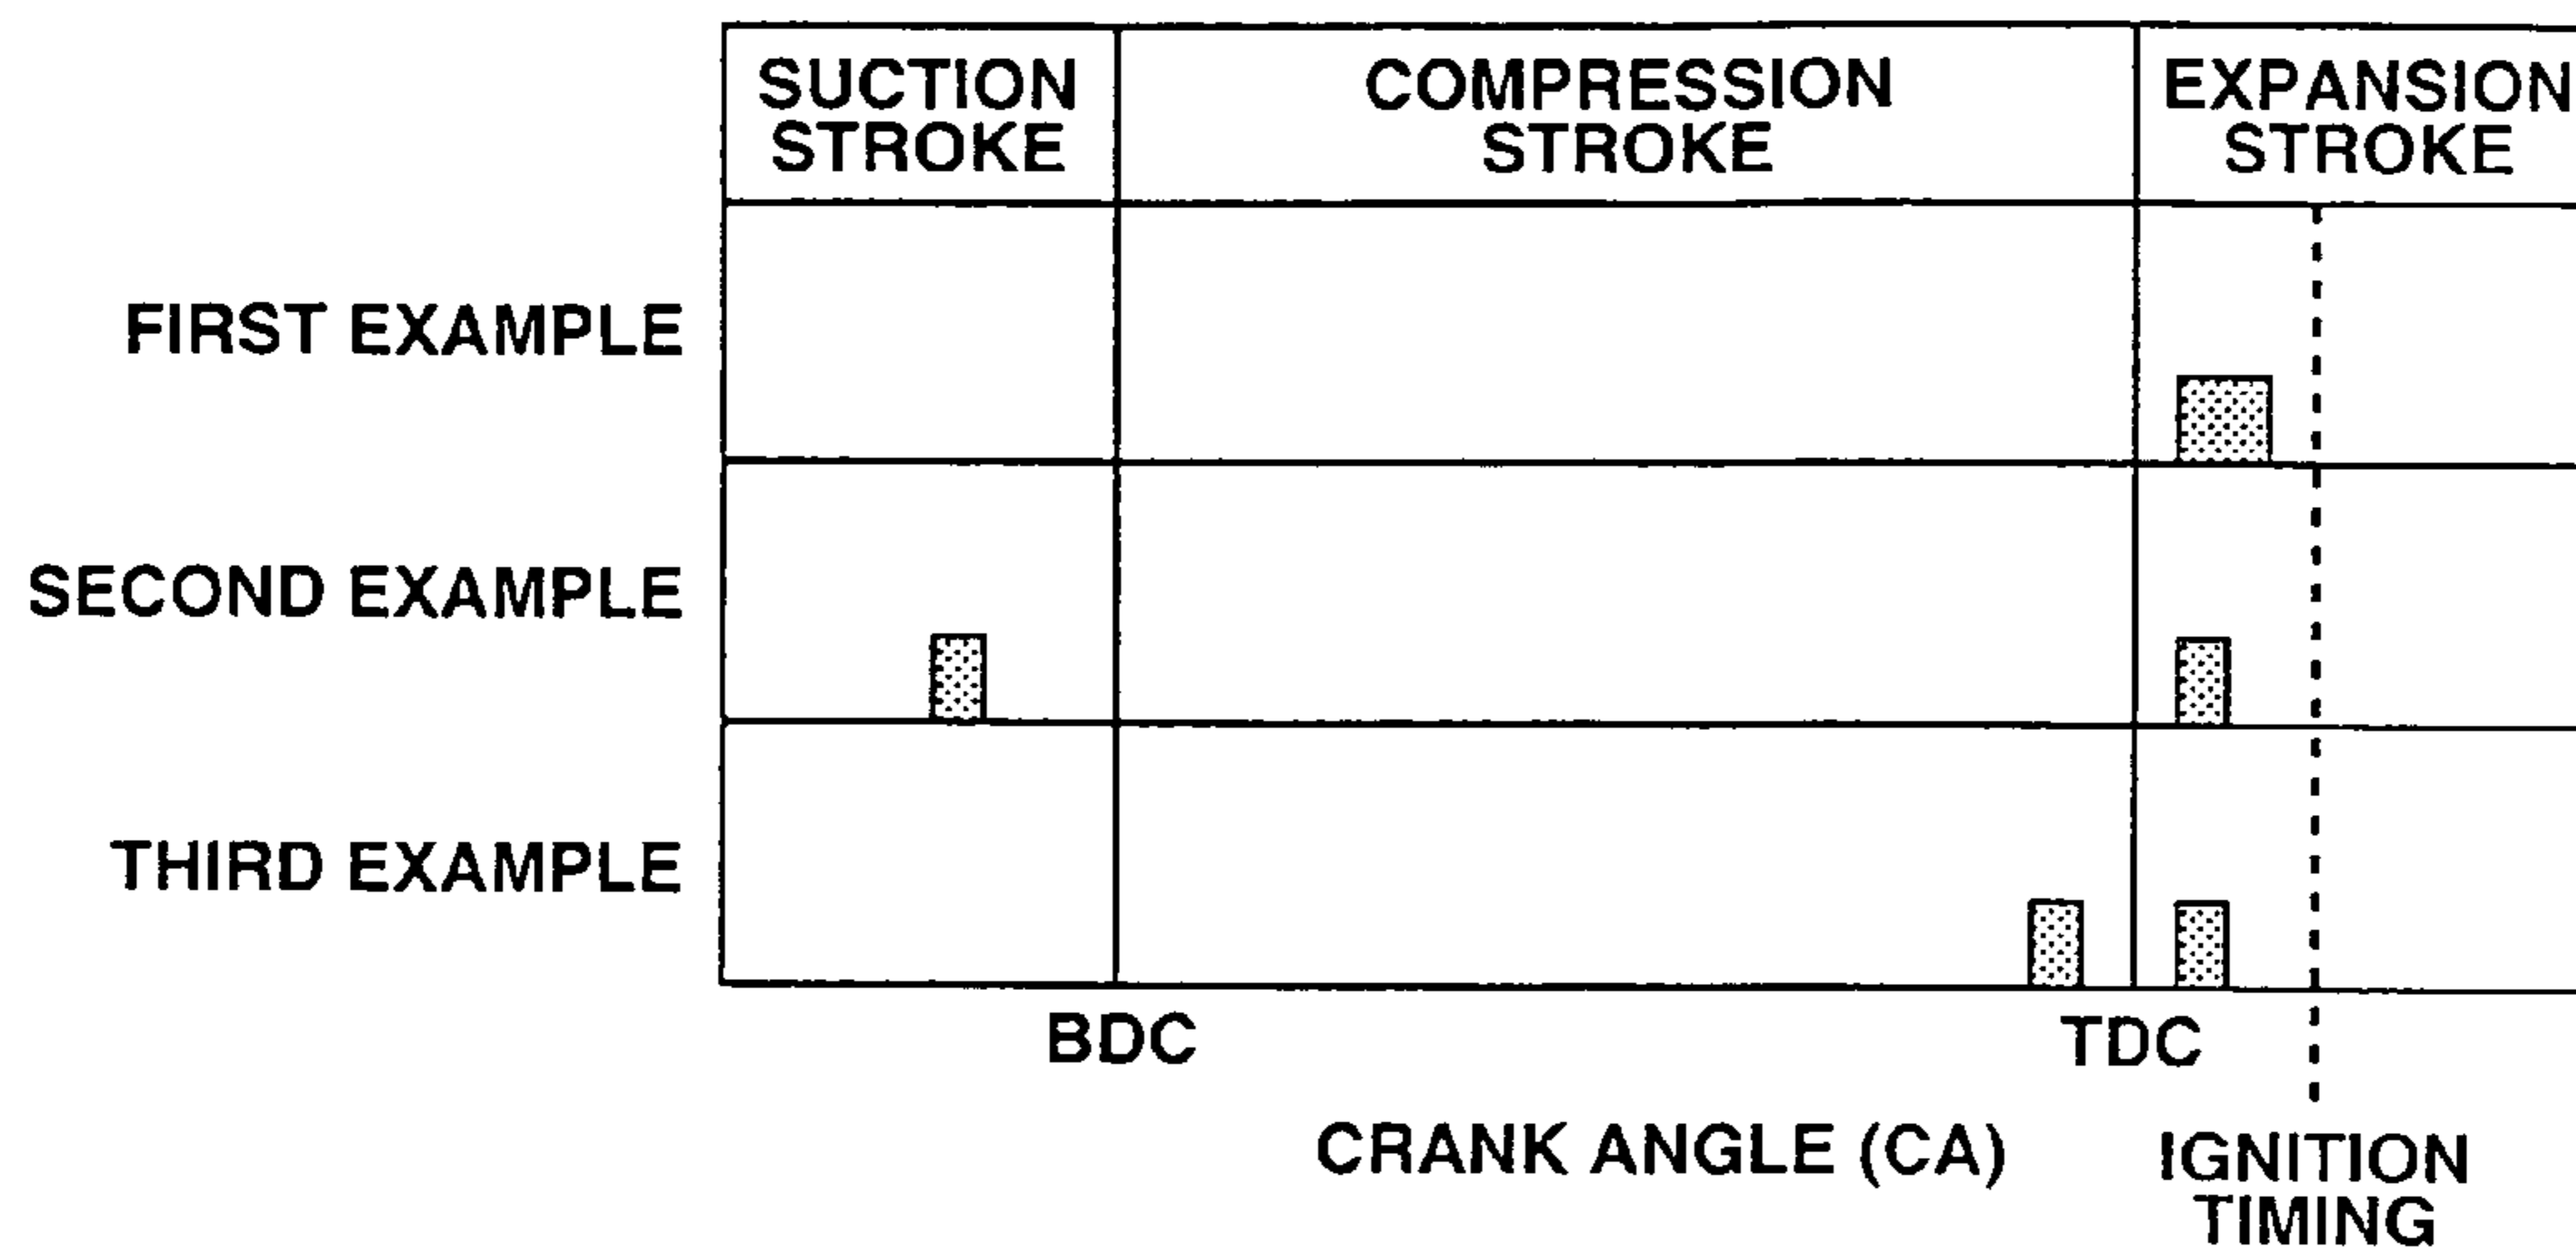 SUCTION
STROKE
COMPRESSION
STROKE
EXPANSION
STROKE
FIRST EXAMPLE
SECOND EXAMPLE
THIRD EXAMPLE
BDC
TDC
CRANK ANGLE (CA)
IGNITION
TIMING